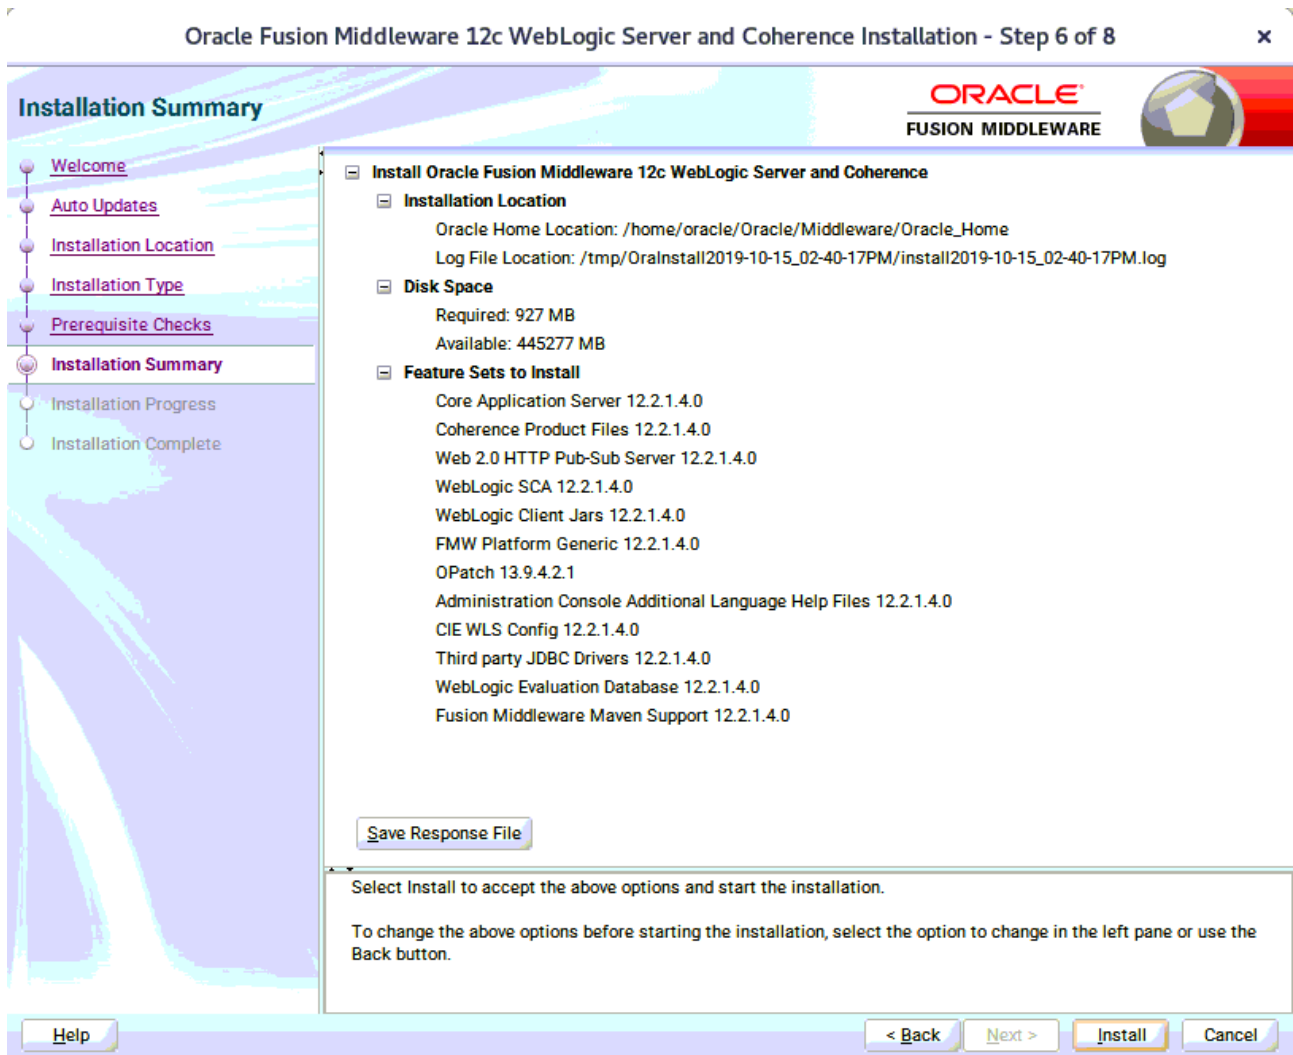 Oracle Fusion Middleware 12c WebLogic Server and Coherence Installation - Step 6 of 8
Installation Summary
ORACLE
FUSION MIDDLEWARE
Welcome
Auto Updates
Installation Location
Installation Type
Prerequisite Checks
Installation Summary
Installation Progress
Installation Complete
Install Oracle Fusion Middleware 12c WebLogic Server and Coherence
Installation Location
Oracle Home Location: /home/oracle/Oracle/Middleware/Oracle_Home
Log File Location: /tmp/OraInstall2019-10-15_02-40-17PM/install2019-10-15_02-40-17PM.log
Disk Space
Required: 927 MB
Available: 445277 MB
Feature Sets to Install
Core Application Server 12.2.1.4.0
Coherence Product Files 12.2.1.4.0
Web 2.0 HTTP Pub-Sub Server 12.2.1.4.0
WebLogic SCA 12.2.1.4.0
WebLogic Client Jars 12.2.1.4.0
FMW Platform Generic 12.2.1.4.0
OPatch 13.9.4.2.1
Administration Console Additional Language Help Files 12.2.1.4.0
CIE WLS Config 12.2.1.4.0
Third party JDBC Drivers 12.2.1.4.0
WebLogic Evaluation Database 12.2.1.4.0
Fusion Middleware Maven Support 12.2.1.4.0
Save Response File
Select Install to accept the above options and start the installation.
To change the above options before starting the installation, select the option to change in the left pane or use the
Back button.
Help
< Back
Next >
Install
Cancel